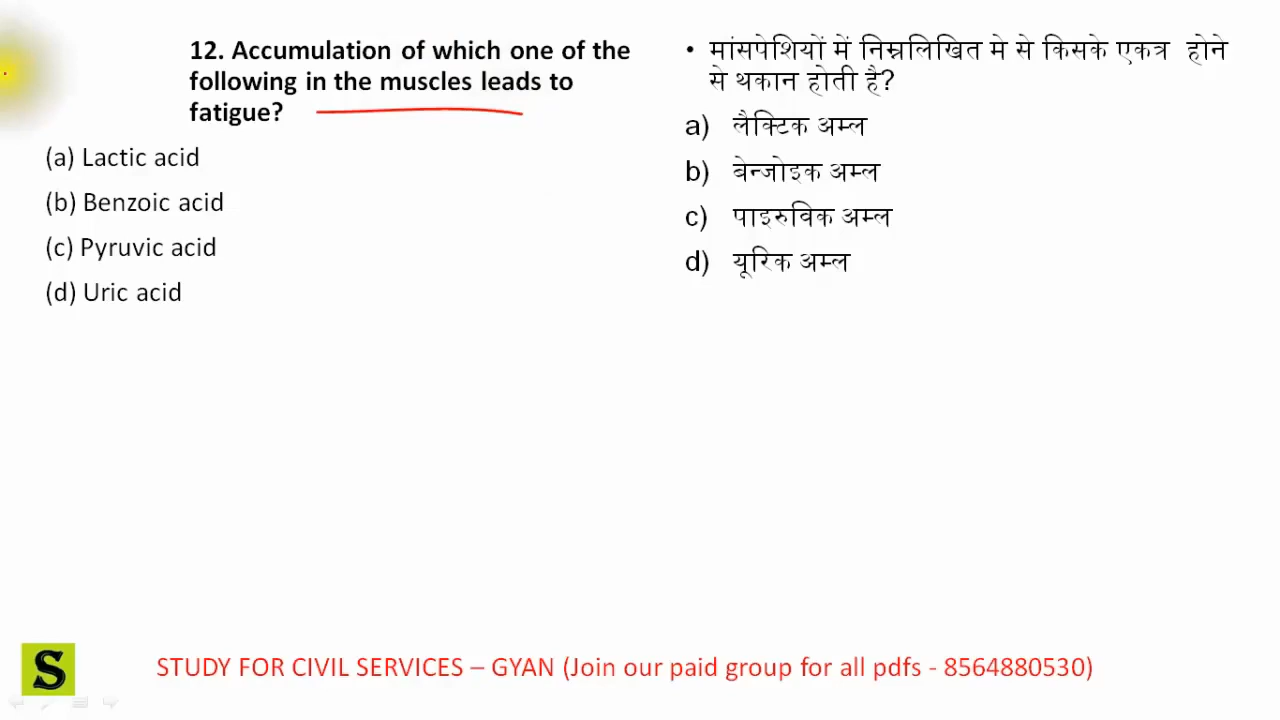 12. Accumulation of which one of the
following in the muscles leads to
fatigue?
(a) Lactic acid
(b) Benzoic acid
(c) Pyruvic acid
(d) Uric acid
• मांसपेशियों में निम्नलिखित मे से किसके एकत्र होने
से थकान होती है?
a) लैक्टिक अम्ल
b) बेन्जोइक अम्ल
c) पाइरुविक अम्ल
d) यूरिक अम्ल
S
STUDY FOR CIVIL SERVICES – GYAN (Join our paid group for all pdfs - 8564880530)